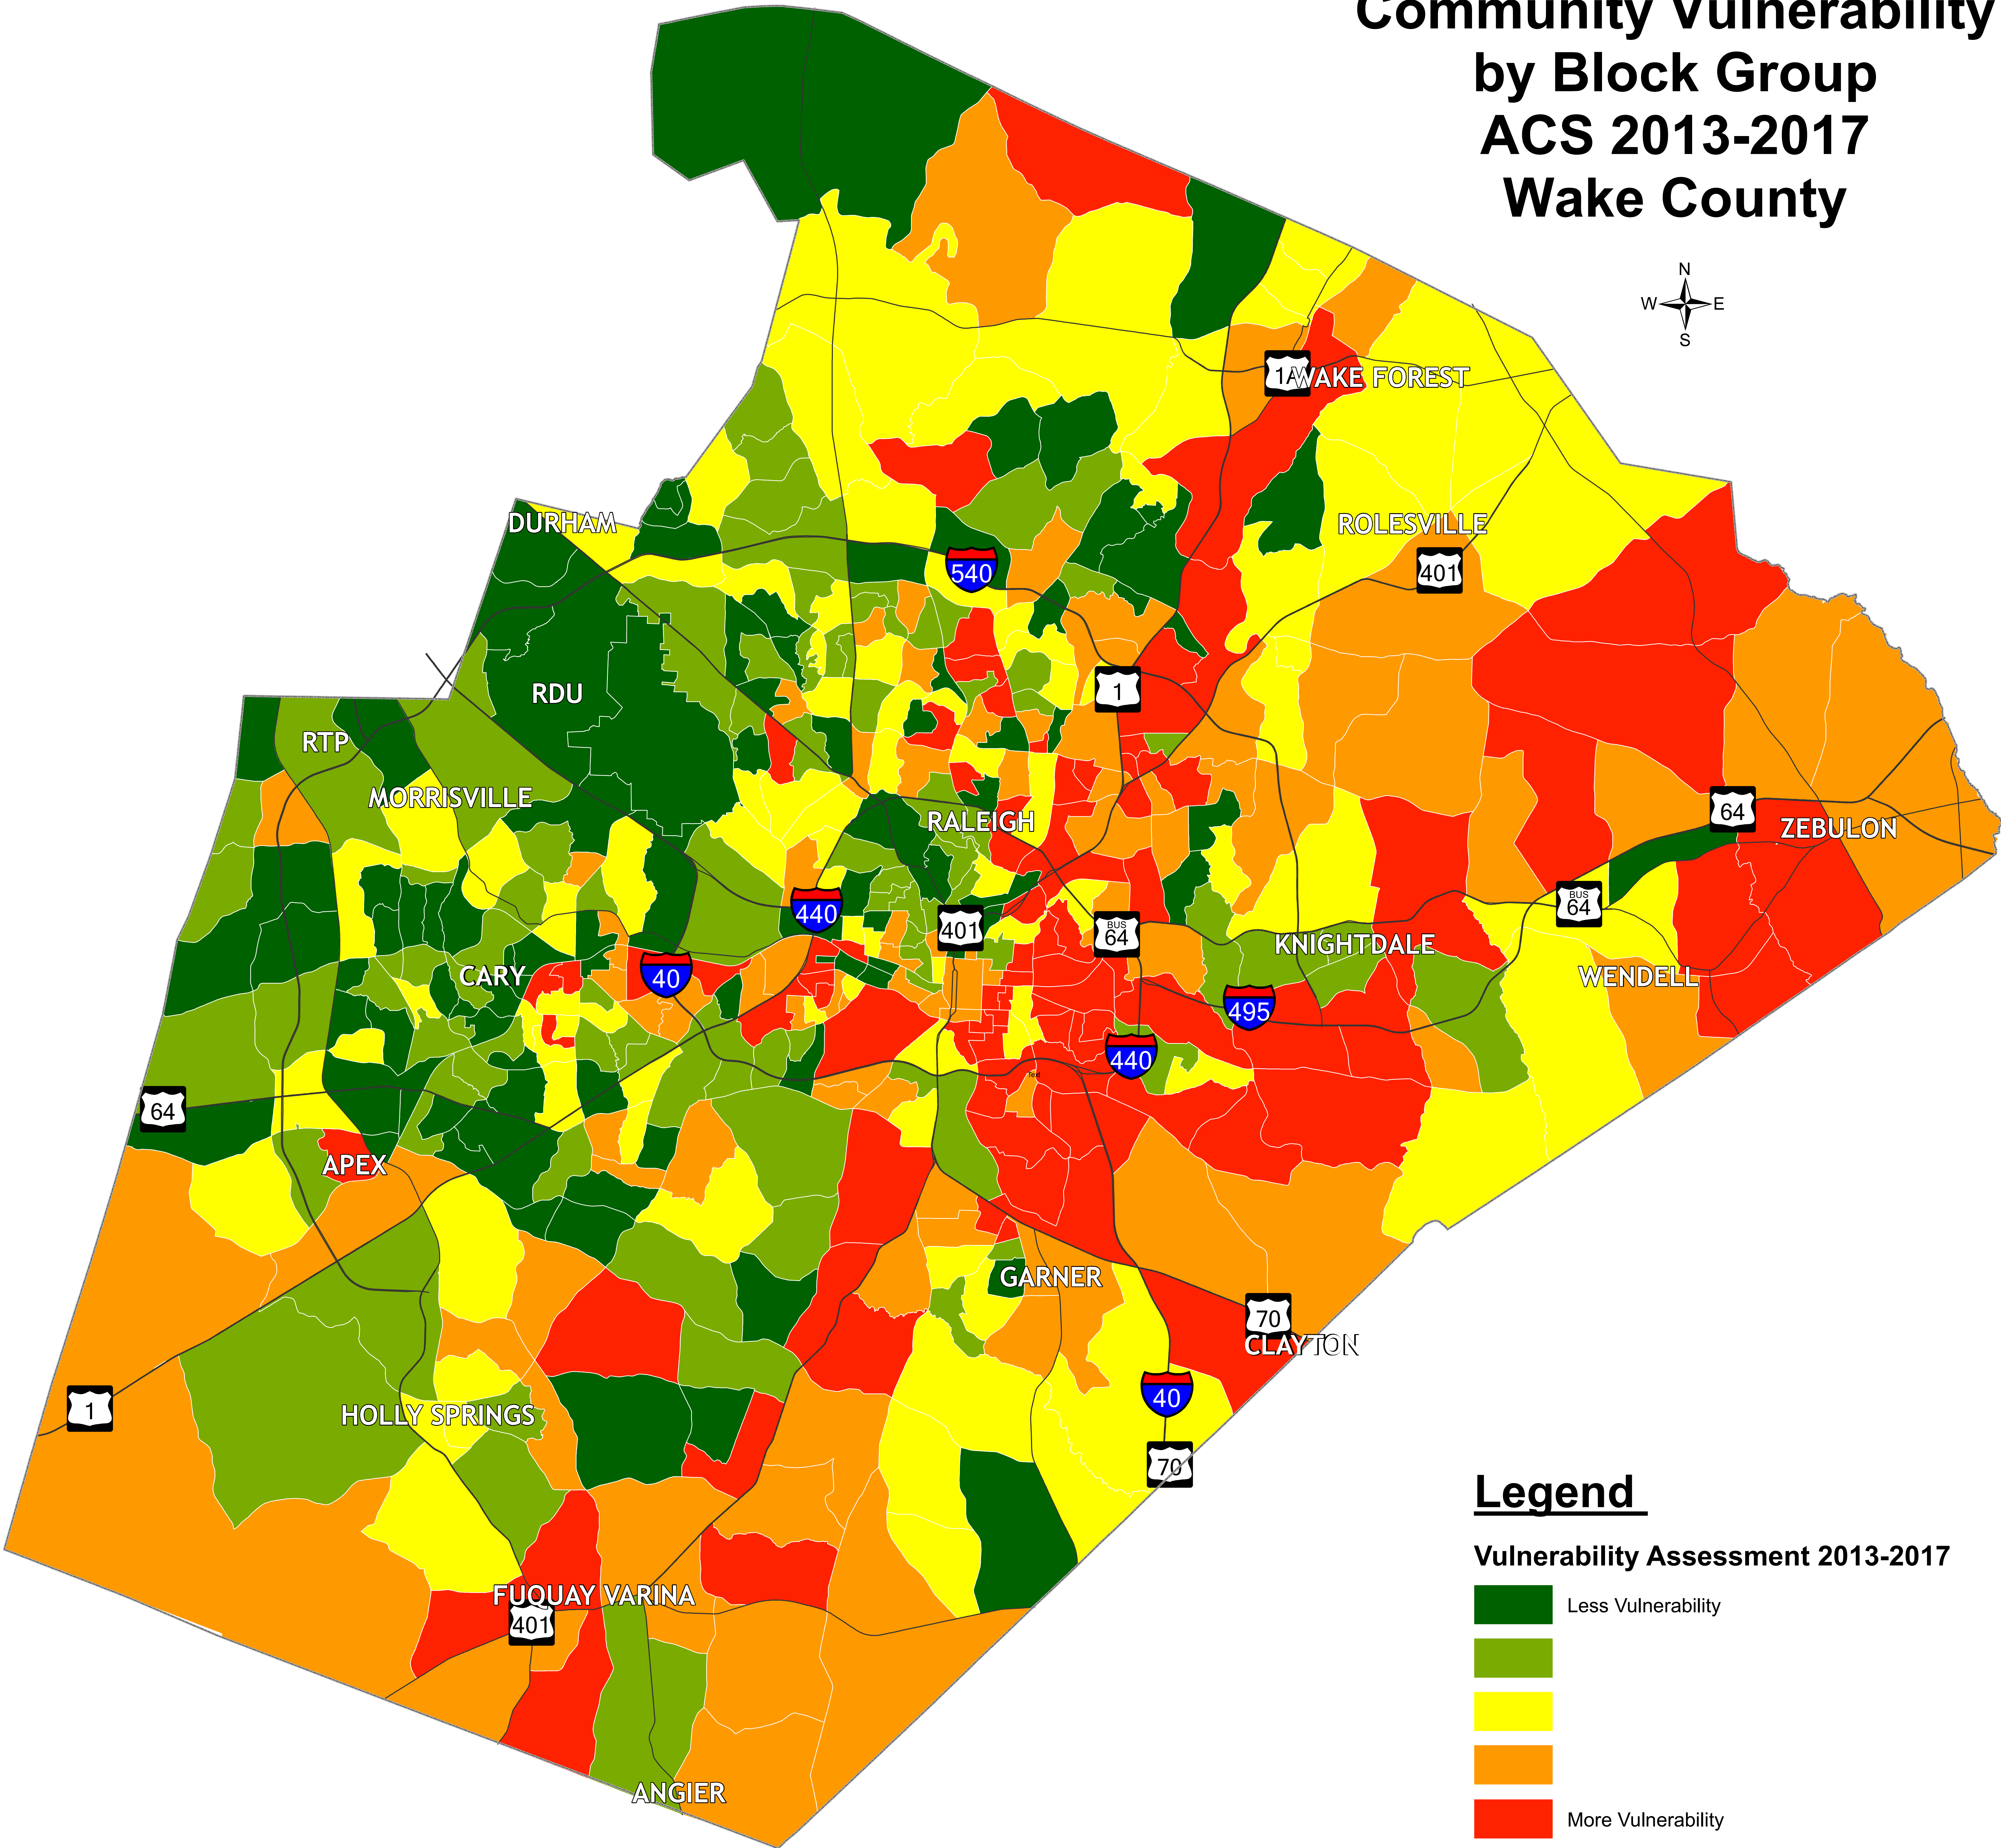 Community Vulnerability
by Block Group
ACS 2013-2017
Wake County
N
W E
S
1A
WAKE FOREST
DURHAM
ROLESVILLE
540
401
RDU
1
RTP
MORRISVILLE
RALEIGH
64
ZEBULON
440
401
BUS
64
BUS
64
KNIGHTDALE
CARY
40
WENDELL
495
440
Text
64
APEX
GARNER
70
CLAYTON
1
HOLLY SPRINGS
40
70
FUQUAY VARINA
401
ANGIER
Legend
Vulnerability Assessment 2013-2017
Less Vulnerability
More Vulnerability